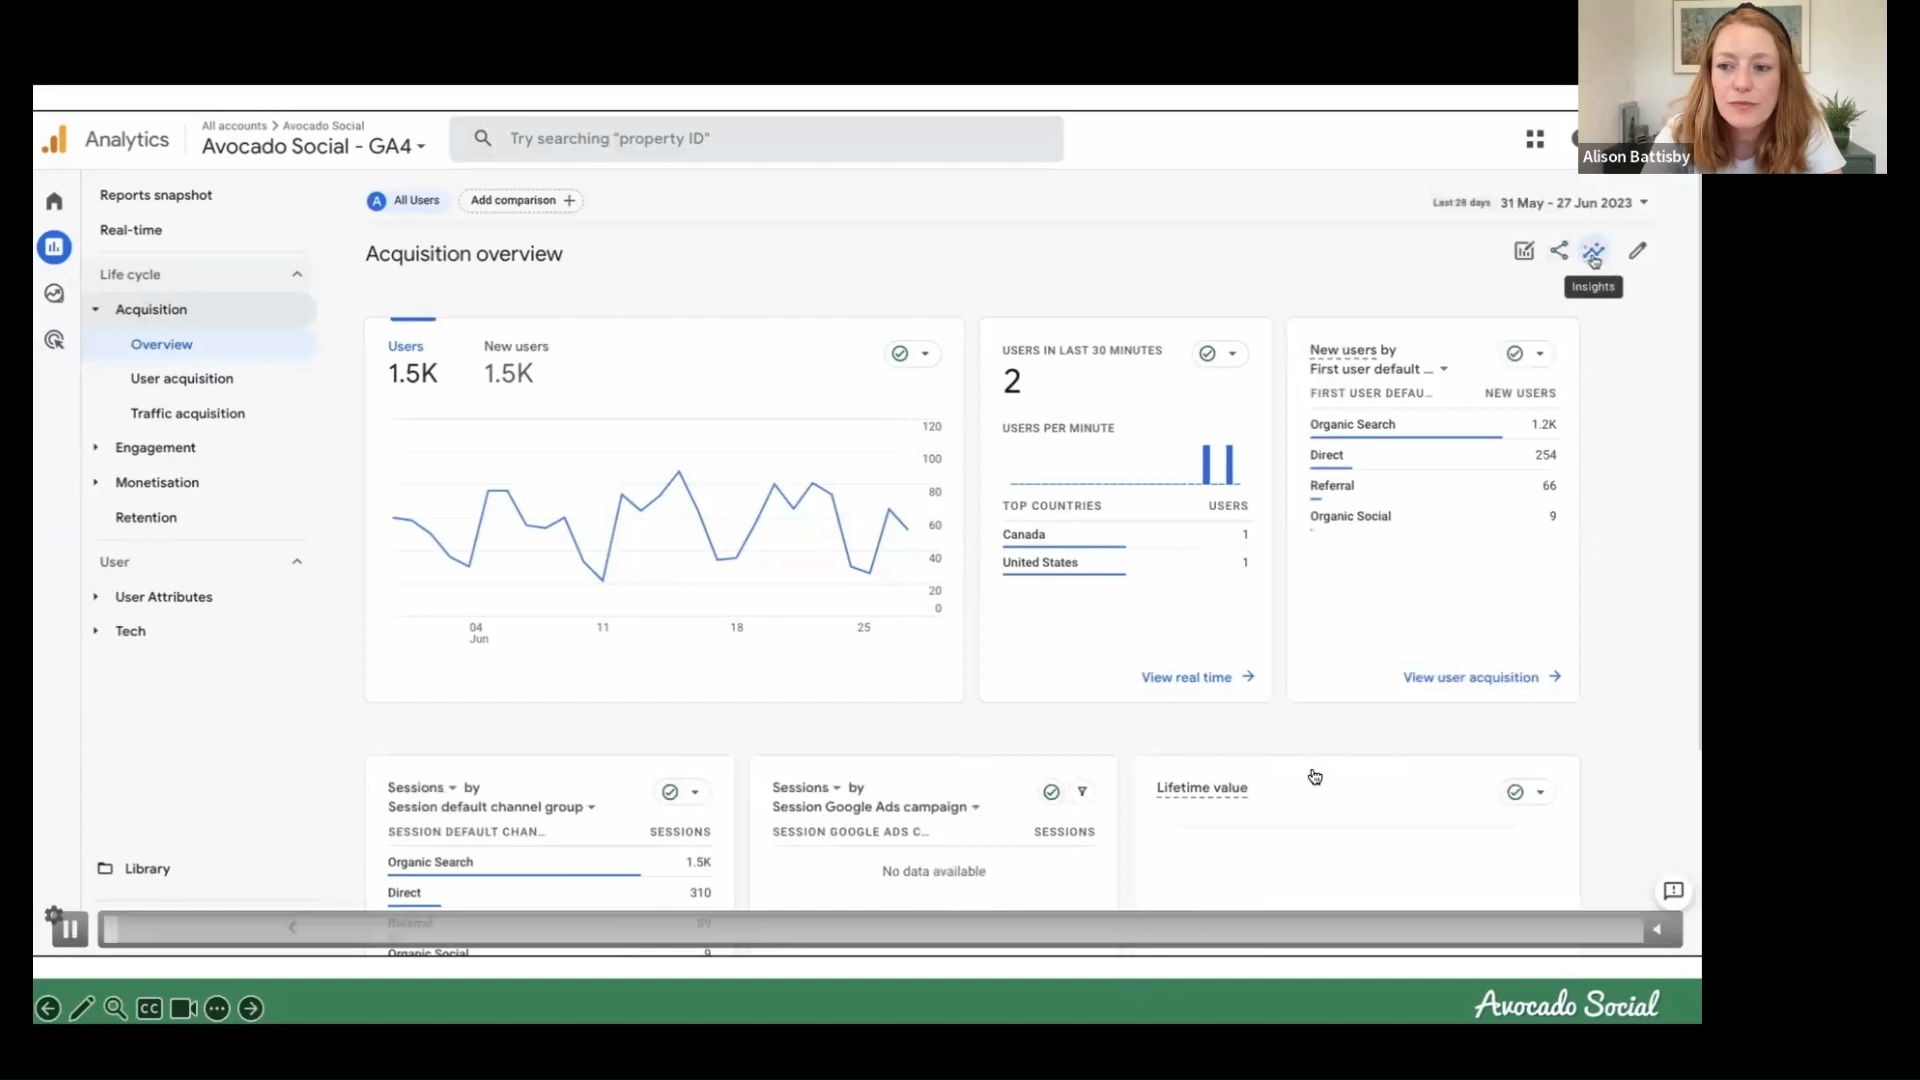 Alison Battisby
Analytics
All accounts > Avocado Social
Avocado Social - GA4
Try searching "property ID"
Reports snapshot
Real-time
Life cycle
Acquisition
Overview
User acquisition
Traffic acquisition
Engagement
Monetisation
Retention
User
User Attributes
Tech
Library
A All Users
Add comparison +
Last 28 days 31 May - 27 Jun 2023
Acquisition overview
Insights
Users
1.5K
New users
1.5K
120
100
80
60
40
20
0
04
Jun
11
18
25
USERS IN LAST 30 MINUTES
2
USERS PER MINUTE
TOP COUNTRIES USERS
Canada 1
United States 1
View real time
New users by
First user default ...
FIRST USER DEFAU... NEW USERS
Organic Search 1.2K
Direct 254
Referral 66
Organic Social 9
View user acquisition
Sessions by
Session default channel group
SESSION DEFAULT CHAN... SESSIONS
Organic Search 1.5K
Direct 310
Referral 89
Organic Social 9
Sessions by
Session Google Ads campaign
SESSION GOOGLE ADS C... SESSIONS
No data available
Lifetime value
CC
Avocado Social